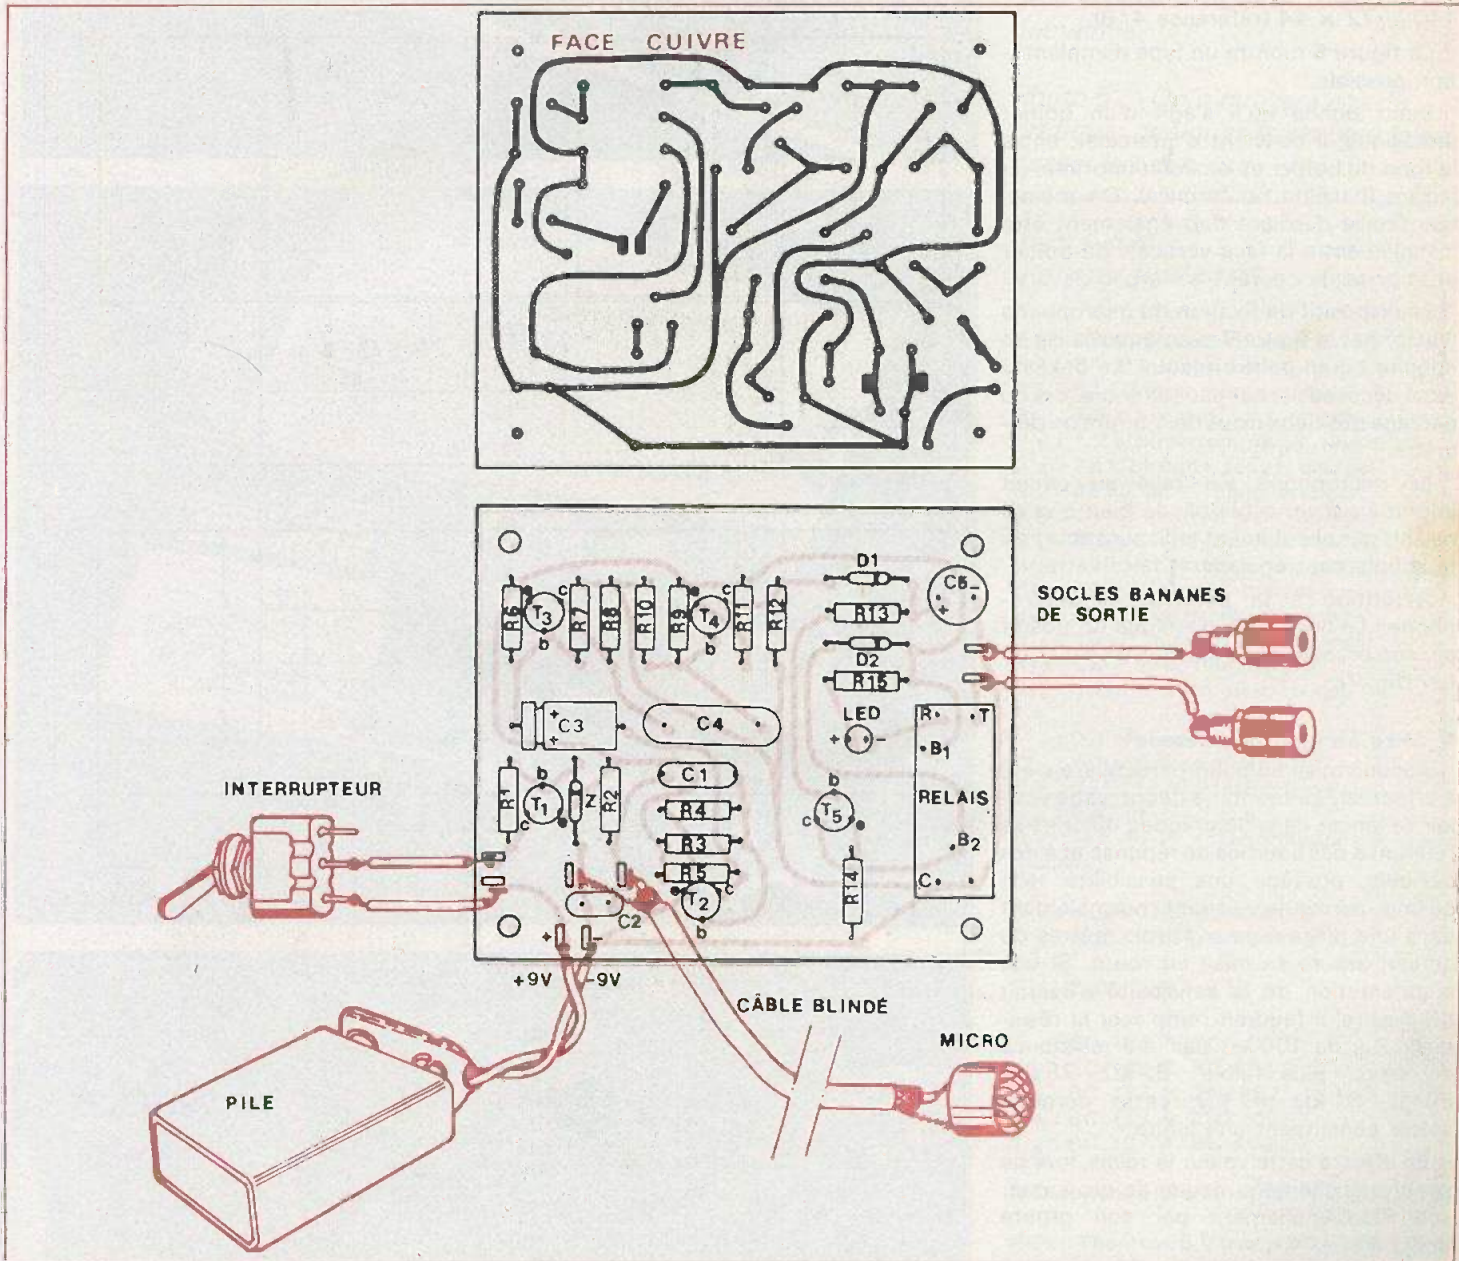 FACE CUIVRE
D1
R6
c
T3
b
c
R7
R8
R10
R9
T4
b
c
R11
R12
C5
-
+
R13
D2
R15
SOCLES BANANES
DE SORTIE
+
C3
+
C4
LED
+
-
R
T
B1
RELAIS
B2
C
INTERRUPTEUR
R1
b
T1
c
Z
R2
C1
R4
R3
R5
T2
c
b
C2
b
T5
c
R14
+
-
+9V
-9V
CÂBLE BLINDÉ
MICRO
PILE